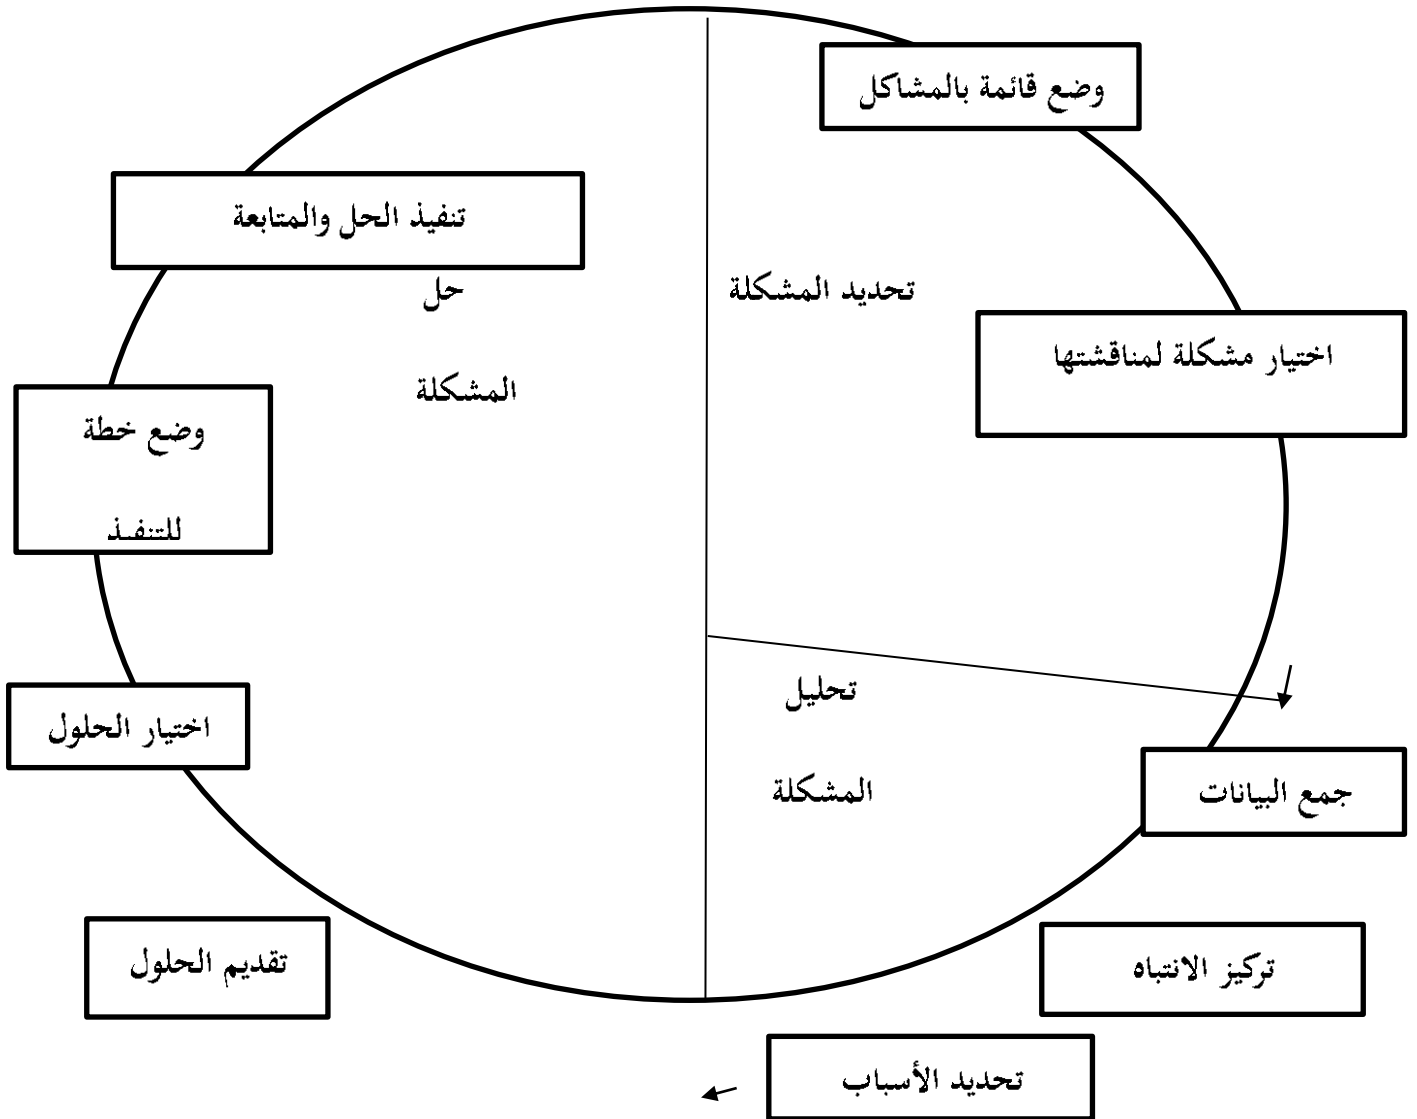 وضع قائمة بالمشاكل
تنفيذ الحل والمتابعة
تحديد المشكلة
حل
المشكلة
اختيار مشكلة لمناقشتها
وضع خطة
للتنفيذ
تحليل
المشكلة
اختيار الحلول
جمع البيانات
تقديم الحلول
تركيز الانتباه
تحديد الأسباب